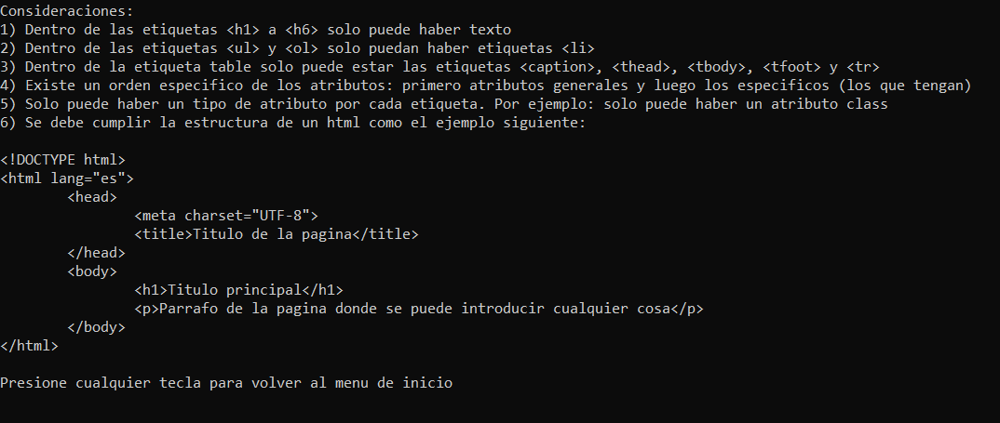 Consideraciones:
1) Dentro de las etiquetas <h1> a <h6> solo puede haber texto
2) Dentro de las etiquetas <ul> y <ol> solo puedan haber etiquetas <li>
3) Dentro de la etiqueta table solo puede estar las etiquetas <caption>, <thead>, <tbody>, <tfoot> y <tr>
4) Existe un orden especifico de los atributos: primero atributos generales y luego los especificos (los que tengan)
5) Solo puede haber un tipo de atributo por cada etiqueta. Por ejemplo: solo puede haber un atributo class
6) Se debe cumplir la estructura de un html como el ejemplo siguiente:

<!DOCTYPE html>
<html lang="es">
        <head>
                <meta charset="UTF-8">
                <title>Titulo de la pagina</title>
        </head>
        <body>
                <h1>Titulo principal</h1>
                <p>Parrafo de la pagina donde se puede introducir cualquier cosa</p>
        </body>
</html>

Presione cualquier tecla para volver al menu de inicio